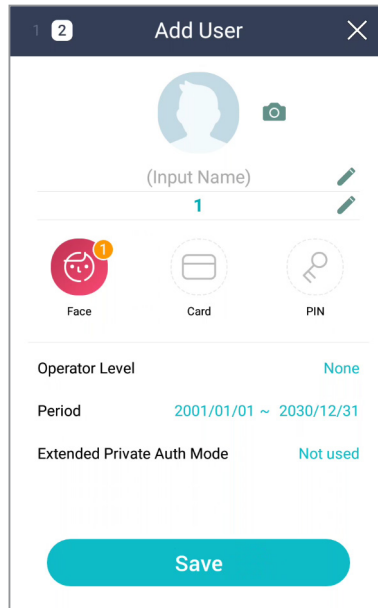 1 2 Add User
(Input Name)
1
1
Face Card PIN
Operator Level None
Period 2001/01/01 ~ 2030/12/31
Extended Private Auth Mode Not used
Save